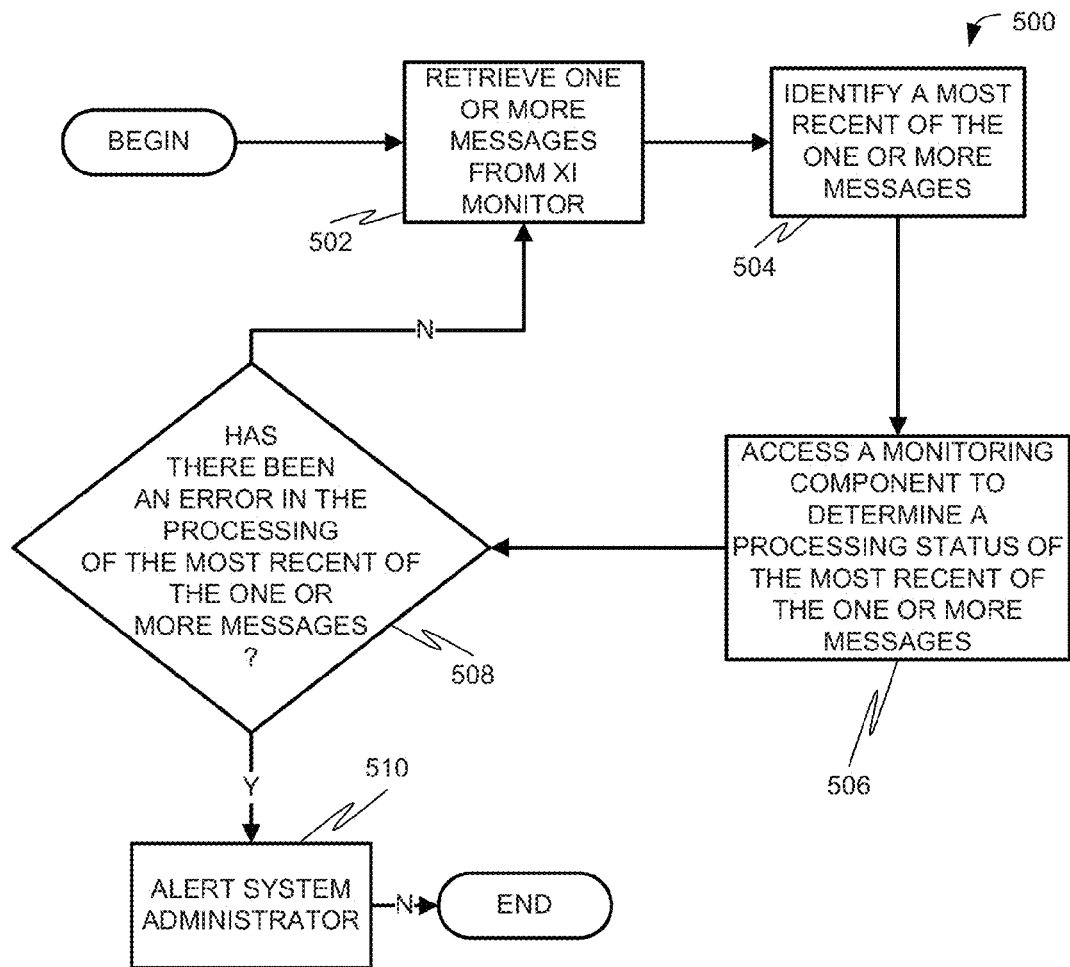 500
BEGIN
RETRIEVE ONE
OR MORE
MESSAGES
FROM XI
MONITOR
502
IDENTIFY A MOST
RECENT OF THE
ONE OR MORE
MESSAGES
504
N
HAS
THERE BEEN
AN ERROR IN THE
PROCESSING
OF THE MOST RECENT OF
THE ONE OR
MORE MESSAGES
?
508
ACCESS A MONITORING
COMPONENT TO
DETERMINE A
PROCESSING STATUS OF
THE MOST RECENT OF
THE ONE OR MORE
MESSAGES
506
Y
510
ALERT SYSTEM
ADMINISTRATOR
N
END